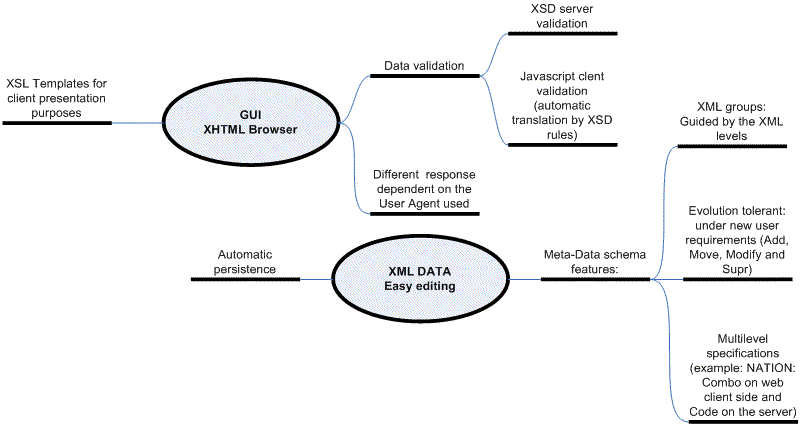 XSD server
validation
Data validation
XSL Templates for
client presentation
purposes
GUI
XHTML Browser
Javascript clent
validation
(automatic
translation by XSD
rules)
XML groups:
Guided by the XML
levels
Different response
dependent on the
User Agent used
Evolution tolerant:
under new user
requirements (Add,
Move, Modify and
Supr)
Automatic
persistence
XML DATA
Easy editing
Meta-Data schema
features:
Multilevel
specifications
(example: NATION:
Combo on web
client side and
Code on the server)